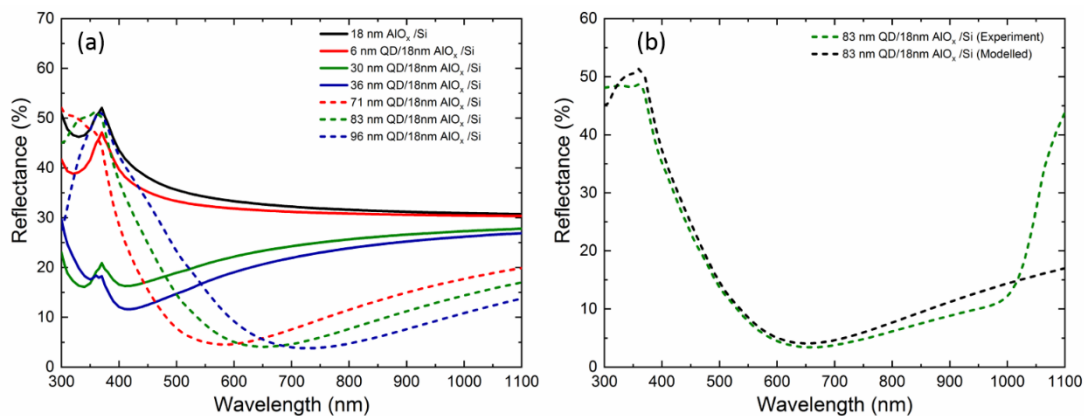 (a)
18 nm AlOₓ /Si
6 nm QD/18nm AlOₓ /Si
30 nm QD/18nm AlOₓ /Si
36 nm QD/18nm AlOₓ /Si
71 nm QD/18nm AlOₓ /Si
83 nm QD/18nm AlOₓ /Si
96 nm QD/18nm AlOₓ /Si
Reflectance (%)
70
60
50
40
30
20
10
0
300 400 500 600 700 800 900 1000 1100
Wavelength (nm)
(b)
83 nm QD/18nm AlOₓ /Si (Experiment)
83 nm QD/18nm AlOₓ /Si (Modelled)
Reflectance (%)
60
50
40
30
20
10
0
300 400 500 600 700 800 900 1000 1100
Wavelength (nm)